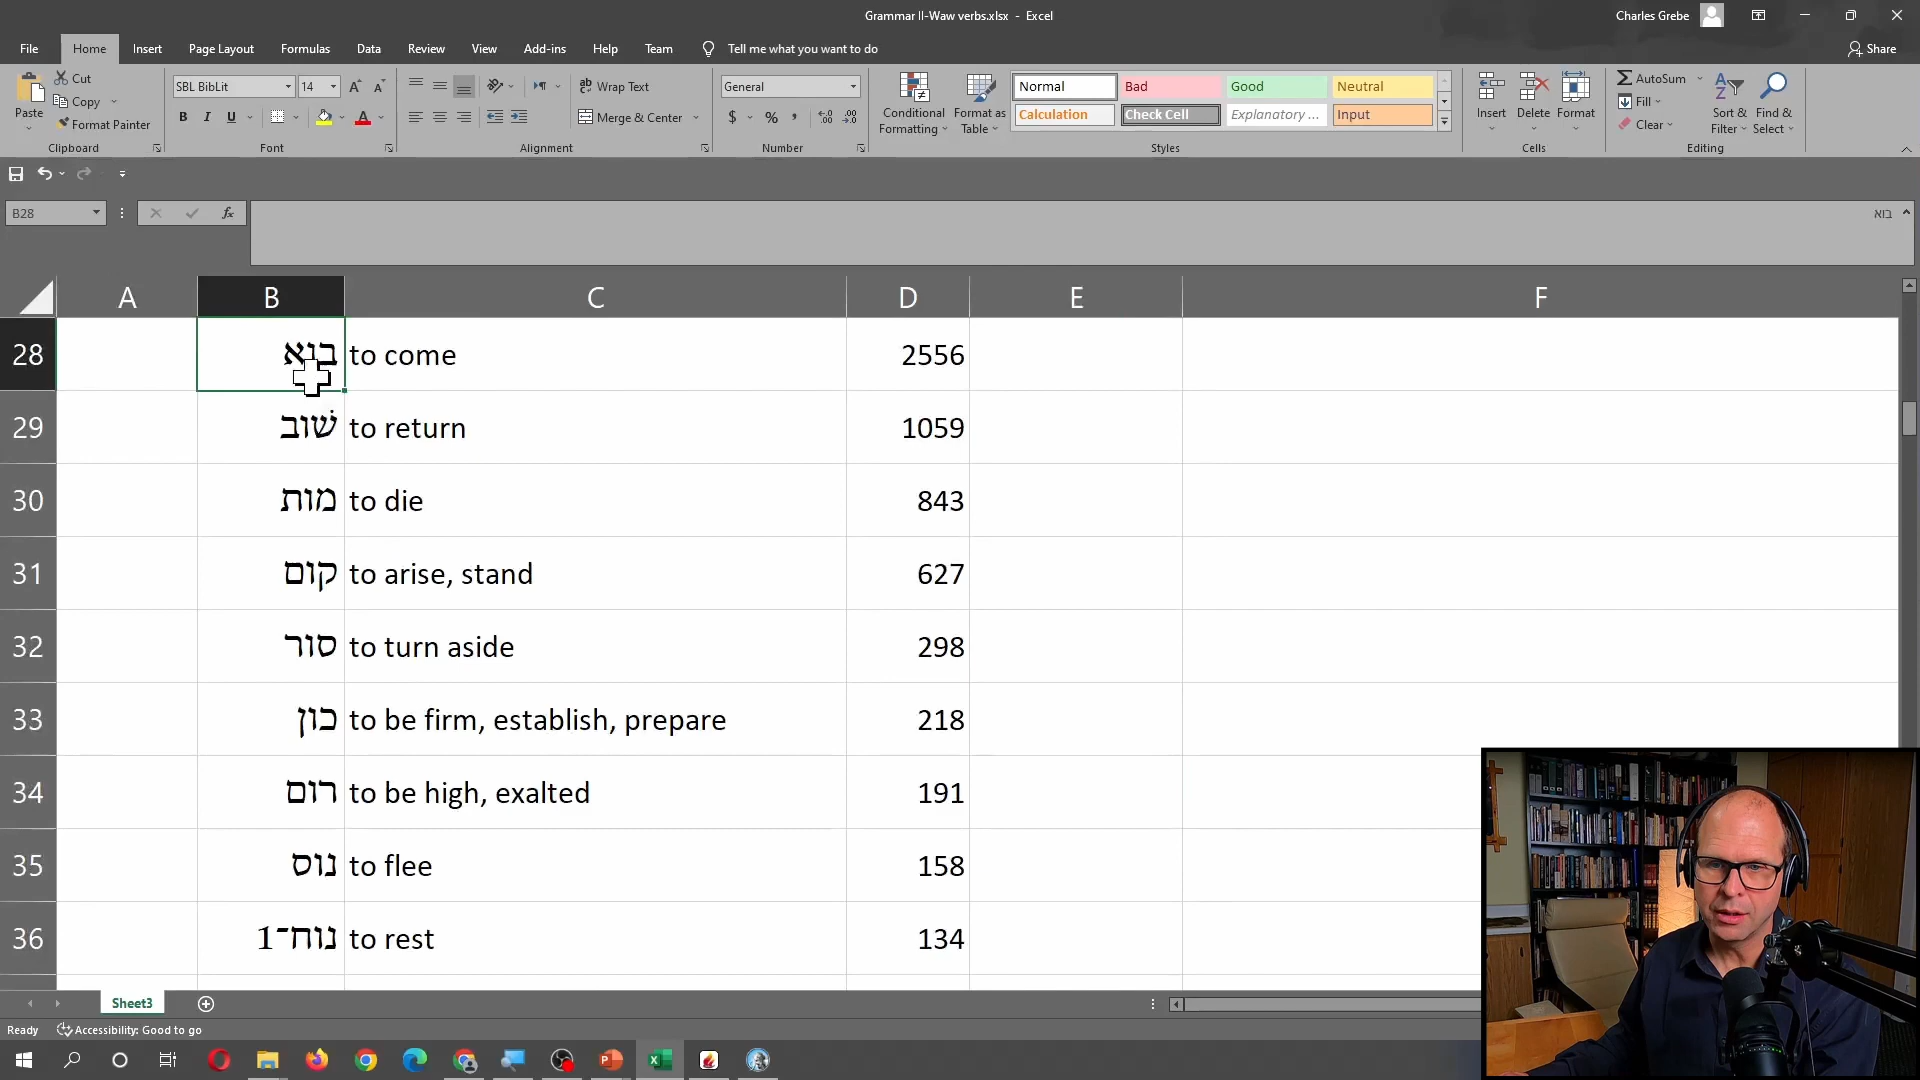 Grammar II-Waw verbs.xlsx - Excel
Charles Grebe
File Home Insert Page Layout Formulas Data Review View Add-ins Help Team Tell me what you want to do
Share
Paste
Cut
Copy
Format Painter
Clipboard
SBL BibLit 14
B I U
Font
Wrap Text
Merge & Center
Alignment
General
$ % ,
Number
Conditional Formatting
Format as Table
Normal Bad Good Neutral
Calculation Check Cell Explanatory ... Input
Styles
Insert Delete Format
Cells
AutoSum
Fill
Clear
Sort & Filter
Find & Select
Editing
B28
fx
בוא
A B C D E F
28 בוא to come 2556
29 שׁוב to return 1059
30 מות to die 843
31 קום to arise, stand 627
32 סור to turn aside 298
33 כון to be firm, establish, prepare 218
34 רום to be high, exalted 191
35 נוס to flee 158
36 נוח־1 to rest 134
Sheet3
Ready Accessibility: Good to go